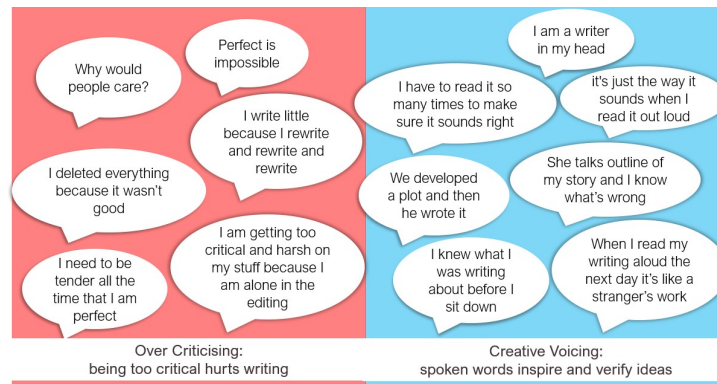 Why would
people care?
Perfect is
impossible
I write little
because I rewrite
and rewrite and
rewrite
I deleted everything
because it wasn't
good
I am getting too
critical and harsh on
my stuff because I
am alone in the
editing
I need to be
tender all the
time that I am
perfect
Over Criticising:
being too critical hurts writing
I am a writer
in my head
I have to read it so
many times to make
sure it sounds right
it's just the way it
sounds when I
read it out loud
We developed
a plot and then
he wrote it
She talks outline of
my story and I know
what's wrong
I knew what I
was writing
about before I
sit down
When I read my
writing aloud the
next day it's like a
stranger's work
Creative Voicing:
spoken words inspire and verify ideas